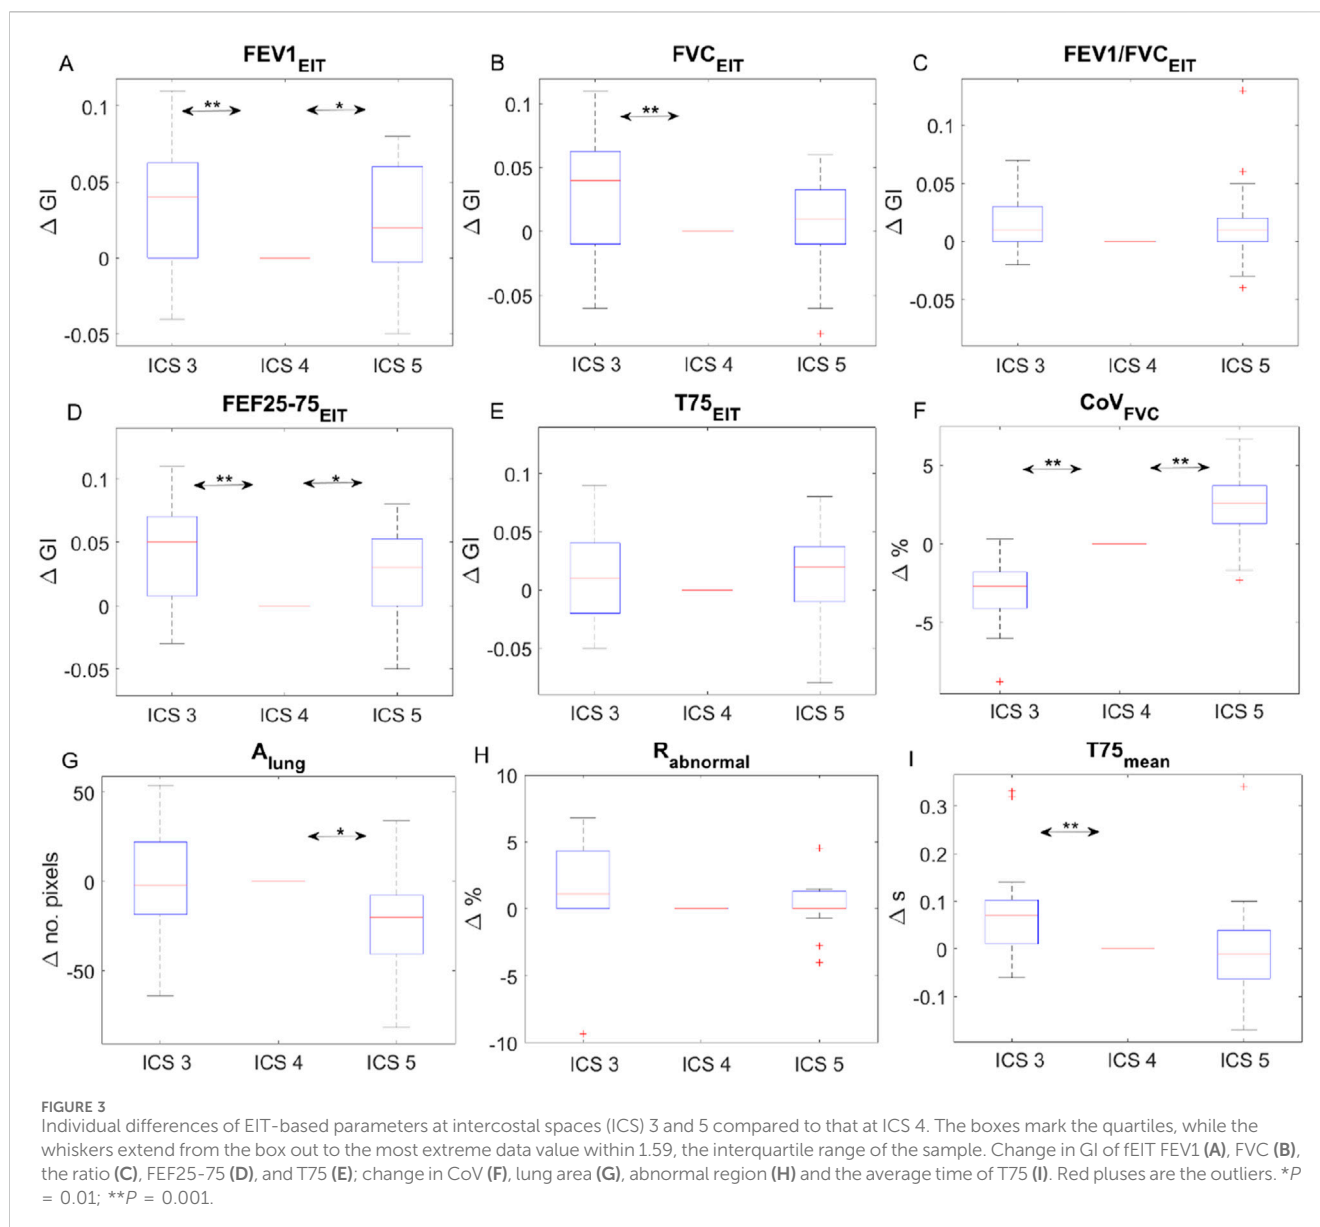 A
FEV1EIT
**
*
0.1
0.05
0
-0.05
Δ GI
ICS 3
ICS 4
ICS 5
B
FVCEIT
**
0.1
0.05
0
-0.05
Δ GI
ICS 3
ICS 4
ICS 5
C
FEV1/FVCEIT
0.1
0.05
0
-0.05
Δ GI
ICS 3
ICS 4
ICS 5
D
FEF25-75EIT
**
*
0.1
0.05
0
-0.05
Δ GI
ICS 3
ICS 4
ICS 5
E
T75EIT
0.1
0.05
0
-0.05
Δ GI
ICS 3
ICS 4
ICS 5
F
CoVFVC
**
**
5
0
-5
Δ %
ICS 3
ICS 4
ICS 5
G
Alung
*
50
0
-50
Δ no. pixels
ICS 3
ICS 4
ICS 5
H
Rabnormal
10
5
0
-5
-10
Δ %
ICS 3
ICS 4
ICS 5
I
T75mean
**
0.3
0.2
0.1
0
-0.1
Δ s
ICS 3
ICS 4
ICS 5
FIGURE 3
Individual differences of EIT-based parameters at intercostal spaces (ICS) 3 and 5 compared to that at ICS 4. The boxes mark the quartiles, while the
whiskers extend from the box out to the most extreme data value within 1.59, the interquartile range of the sample. Change in GI of fEIT FEV1 (A), FVC (B),
the ratio (C), FEF25-75 (D), and T75 (E); change in CoV (F), lung area (G), abnormal region (H) and the average time of T75 (I). Red pluses are the outliers. *P
= 0.01; **P = 0.001.